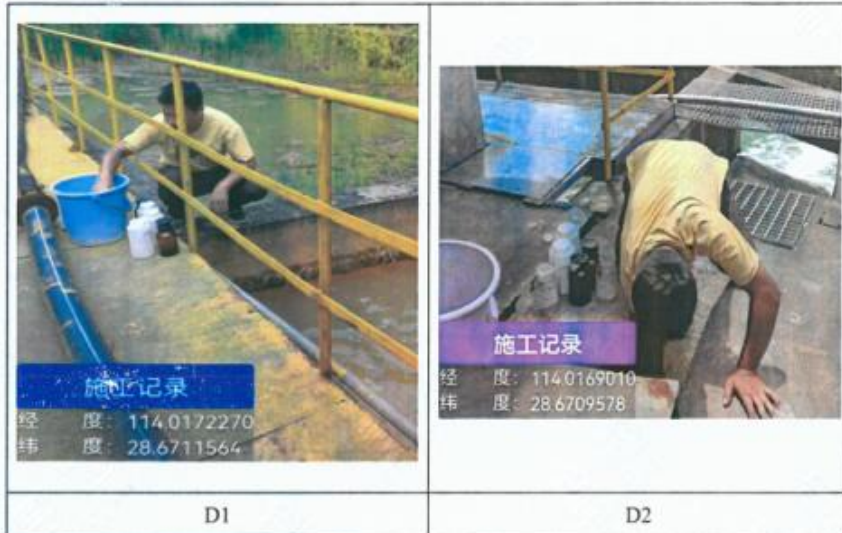 施工记录
经 度: 114.0172270
纬 度: 28.6711564
施工记录
经 度: 114.0169010
纬 度: 28.6709578
D1
D2